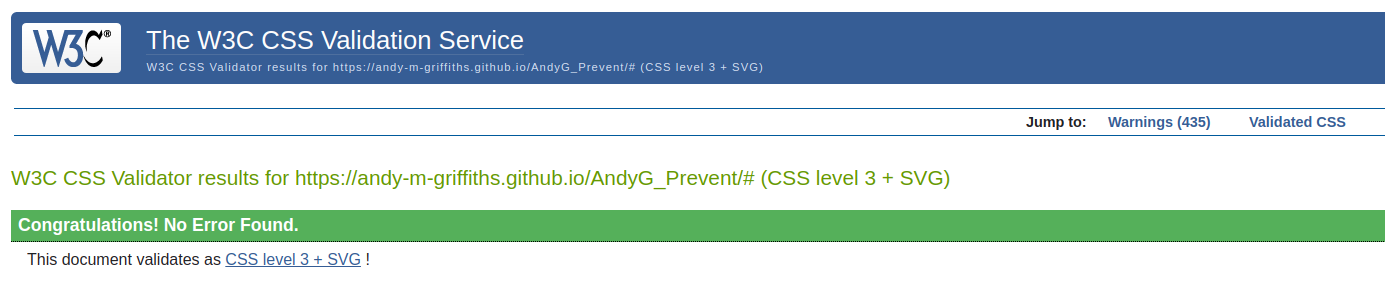 W3C®
The W3C CSS Validation Service
W3C CSS Validator results for https://andy-m-griffiths.github.io/AndyG_Prevent/# (CSS level 3 + SVG)
Jump to: Warnings (435) Validated CSS
W3C CSS Validator results for https://andy-m-griffiths.github.io/AndyG_Prevent/# (CSS level 3 + SVG)
Congratulations! No Error Found.
This document validates as CSS level 3 + SVG !